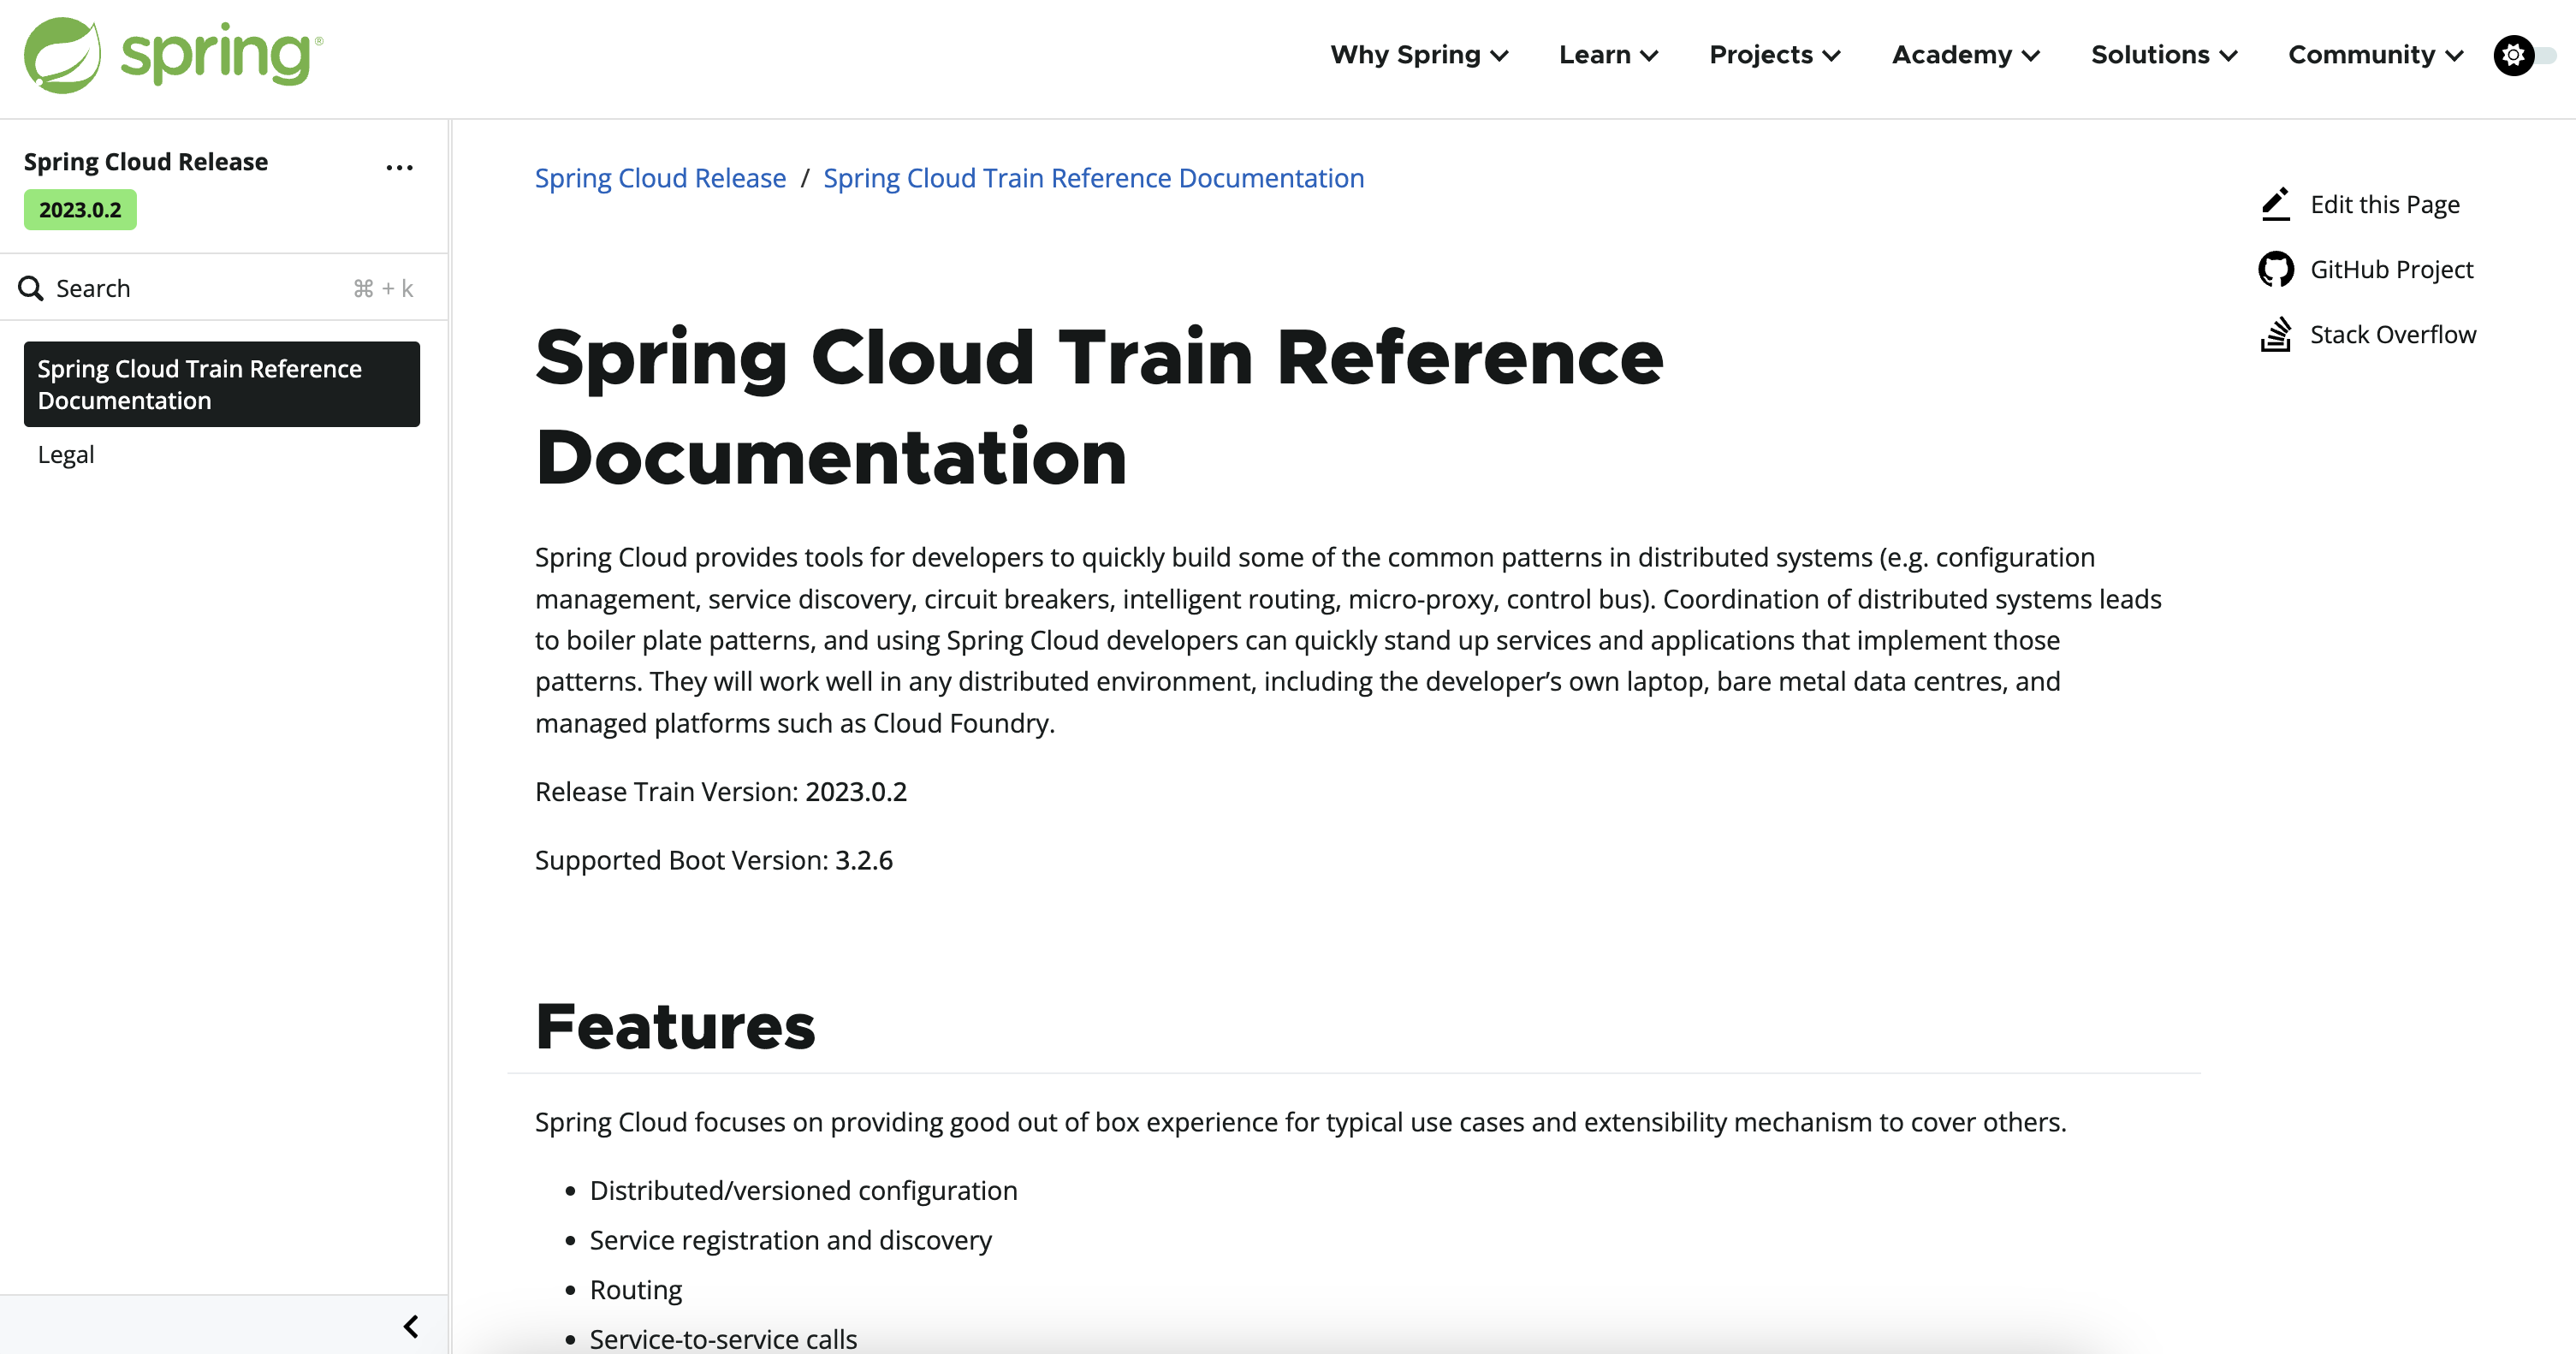 spring®
Why Spring
Learn
Projects
Academy
Solutions
Community
Spring Cloud Release
...
2023.0.2
Search
⌘ + k
Spring Cloud Train Reference
Documentation
Legal
Spring Cloud Release / Spring Cloud Train Reference Documentation
Edit this Page
GitHub Project
Stack Overflow
Spring Cloud Train Reference
Documentation
Spring Cloud provides tools for developers to quickly build some of the common patterns in distributed systems (e.g. configuration
management, service discovery, circuit breakers, intelligent routing, micro-proxy, control bus). Coordination of distributed systems leads
to boiler plate patterns, and using Spring Cloud developers can quickly stand up services and applications that implement those
patterns. They will work well in any distributed environment, including the developer’s own laptop, bare metal data centres, and
managed platforms such as Cloud Foundry.
Release Train Version: 2023.0.2
Supported Boot Version: 3.2.6
Features
Spring Cloud focuses on providing good out of box experience for typical use cases and extensibility mechanism to cover others.
• Distributed/versioned configuration
• Service registration and discovery
• Routing
• Service-to-service calls